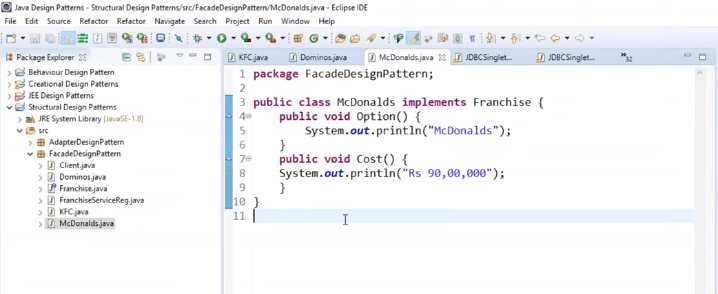 Java Design Patterns - Structural Design Patterns/src/FacadeDesignPattern/McDonalds.java - Eclipse IDE
File Edit Source Refactor Refactor Navigate Search Project Run Window Help
Package Explorer
KFC.java Dominos.java McDonalds.java JDBCSinglet... JDBCSinglet... »32
Behaviour Design Pattern
Creational Design Pattern
JEE Design Pattern
Structural Design Patterns
JRE System Library [JavaSE-1.8]
src
AdapterDesignPattern
FacadeDesignPattern
Client.java
Dominos.java
Franchise.java
FranchiseServiceReg.java
KFC.java
McDonalds.java
1 package FacadeDesignPattern;
2
3 public class McDonalds implements Franchise {
4 public void Option() {
5 System.out.println("McDonalds");
6 }
7 public void Cost() {
8 System.out.println("Rs 90,00,000");
9 }
10 }
11